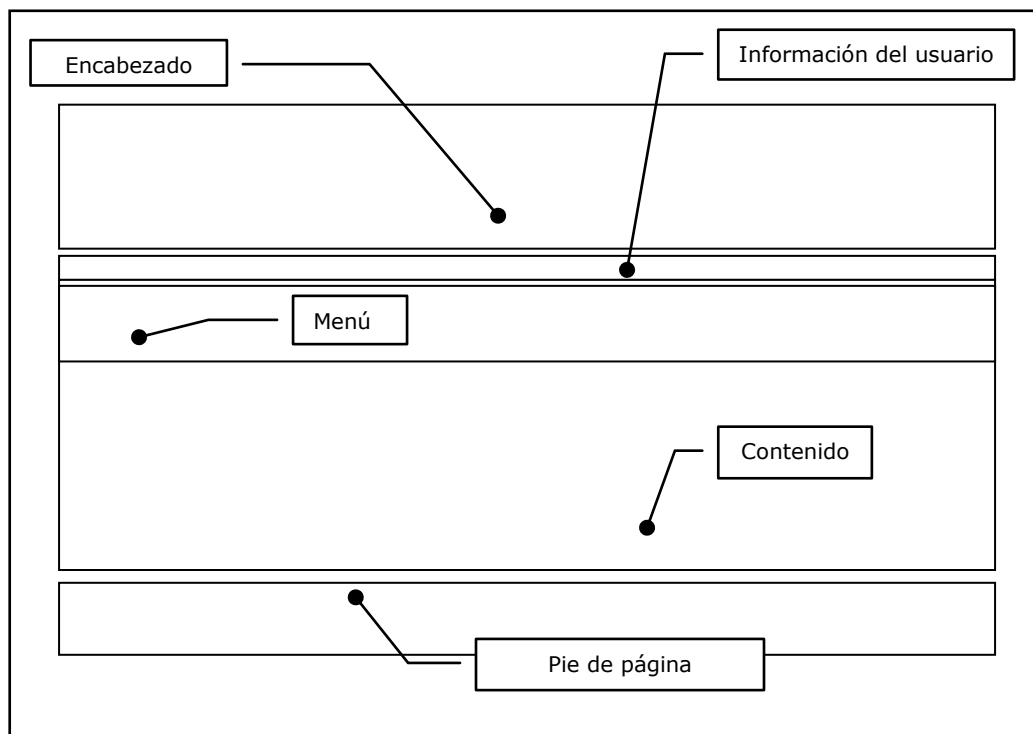 Encabezado
Información del usuario
Menú
Contenido
Pie de página